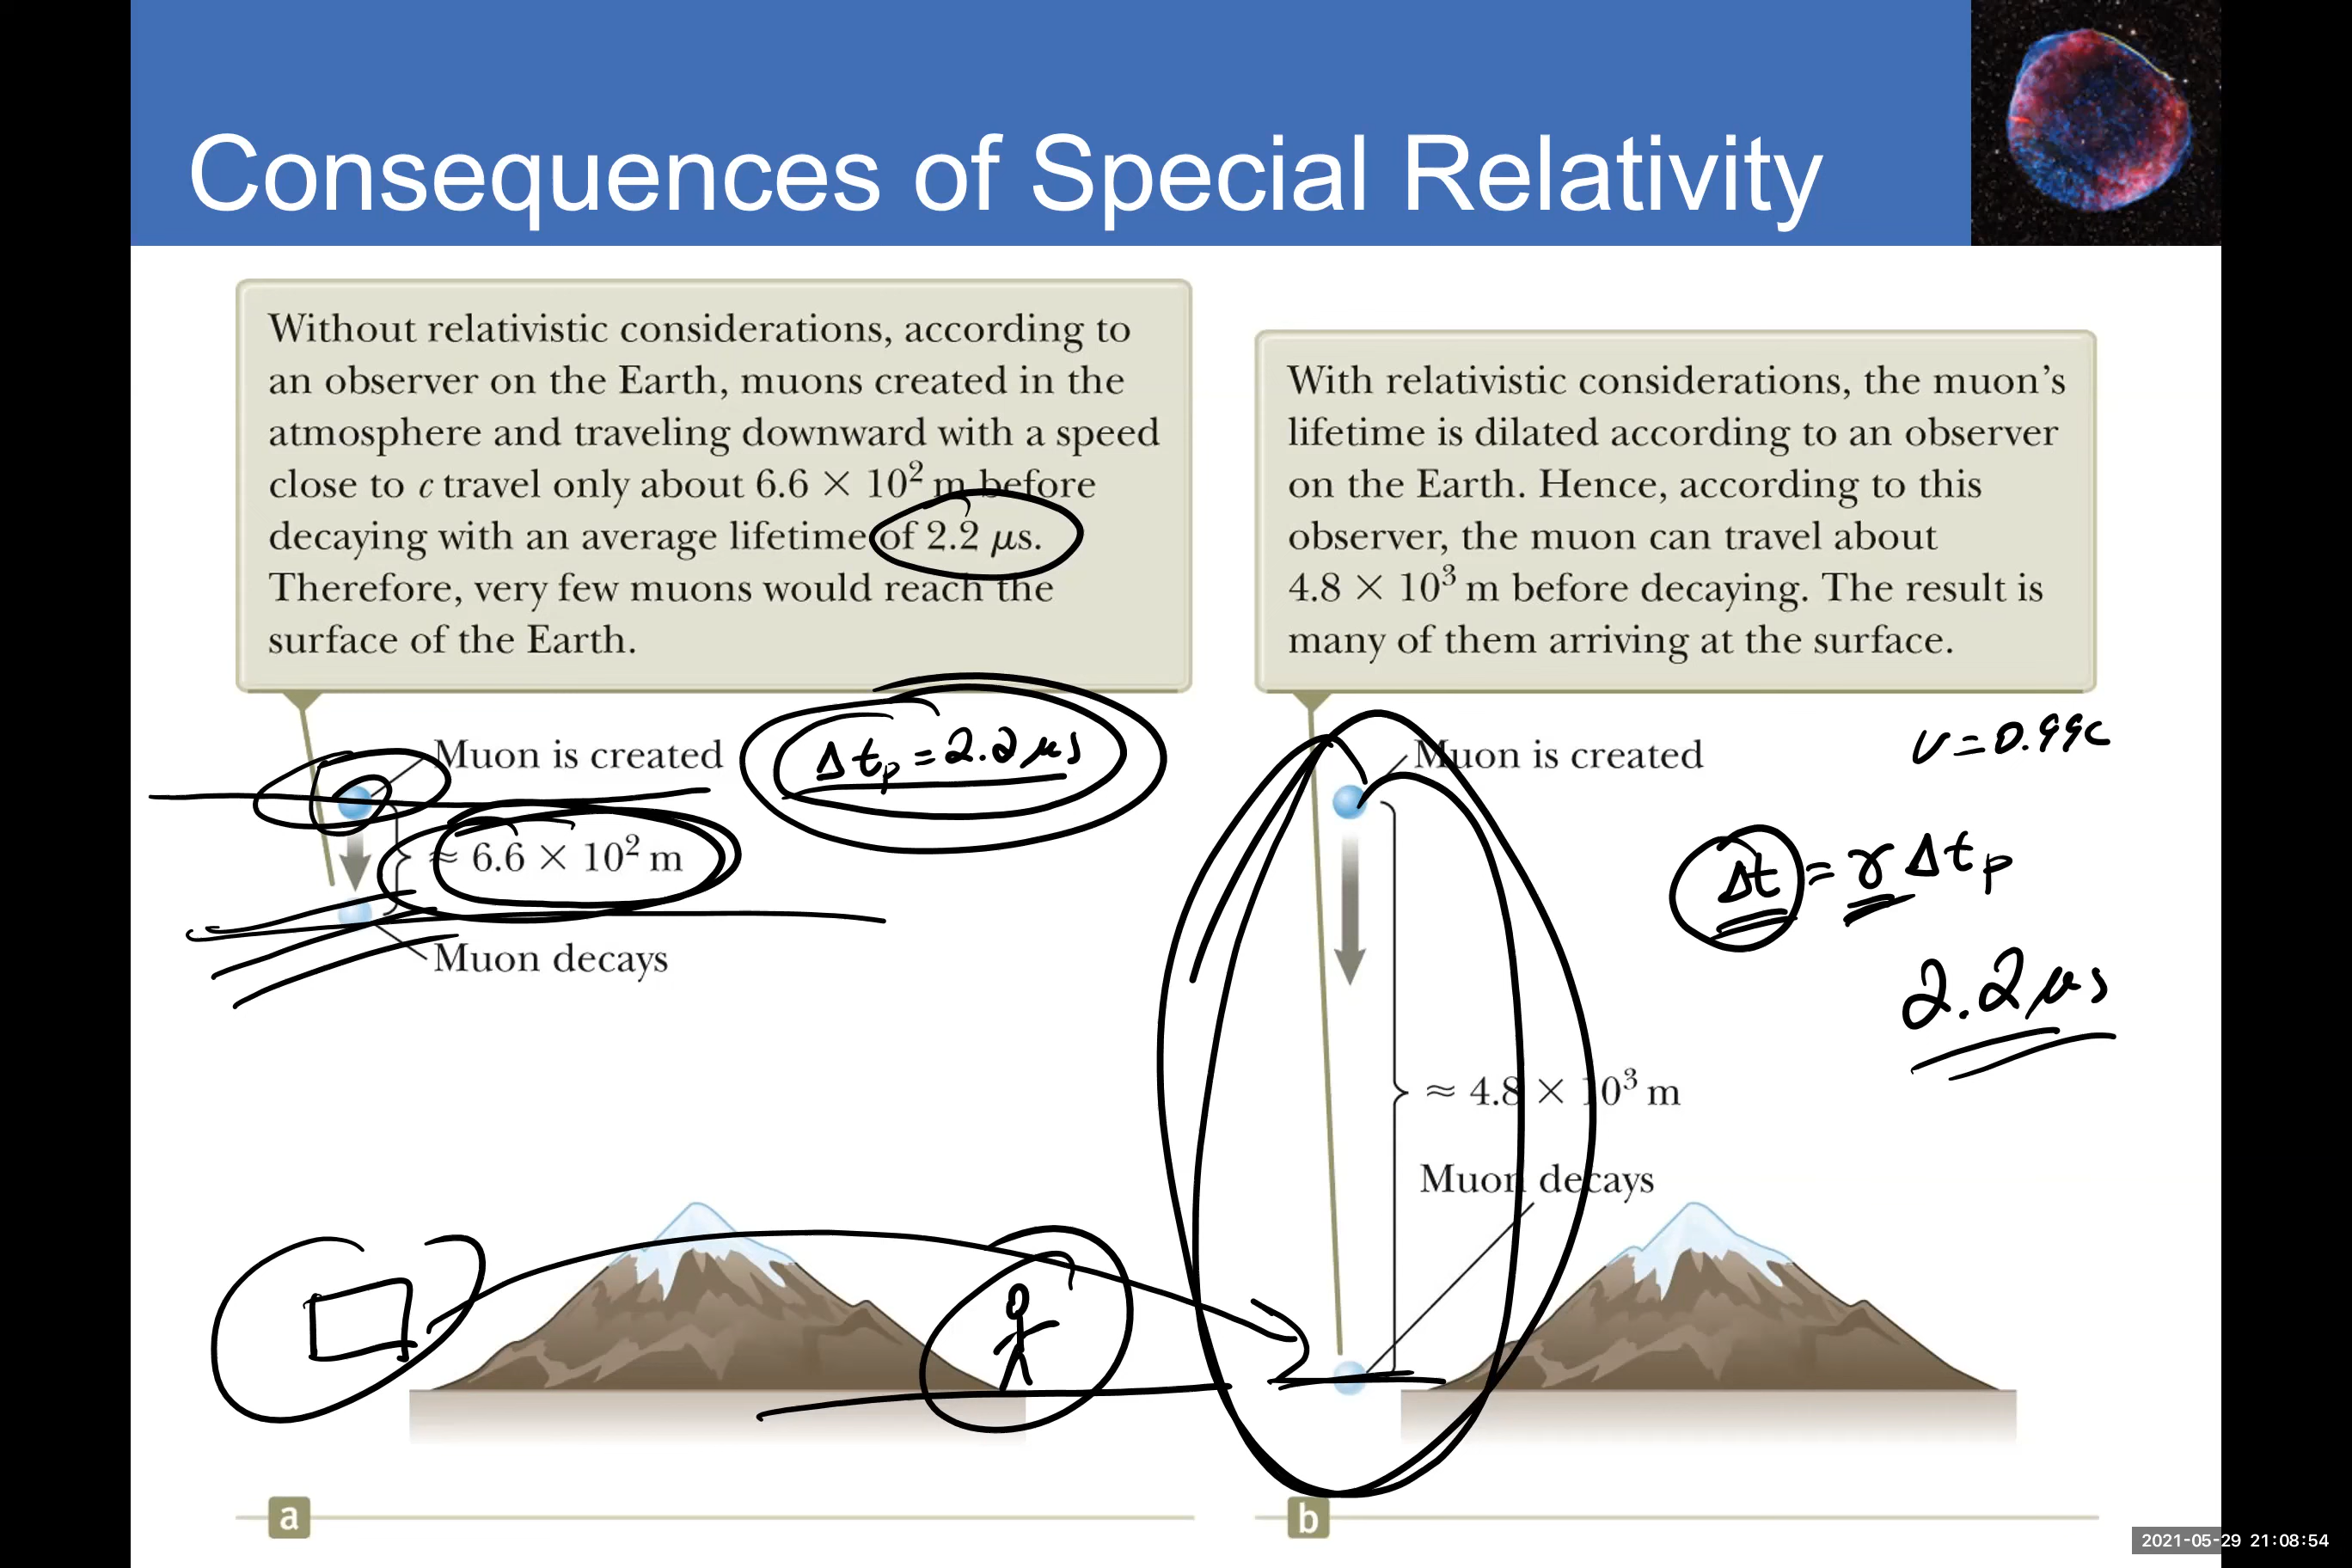 Consequences of Special Relativity
Without relativistic considerations, according to
an observer on the Earth, muons created in the
atmosphere and traveling downward with a speed
close to c travel only about 6.6 × 10² m before
decaying with an average lifetime of 2.2 μs.
Therefore, very few muons would reach the
surface of the Earth.
With relativistic considerations, the muon’s
lifetime is dilated according to an observer
on the Earth. Hence, according to this
observer, the muon can travel about
4.8 × 10³ m before decaying. The result is
many of them arriving at the surface.
Muon is created
Δtₚ = 2.2 μs
≈ 6.6 × 10² m
Muon decays
Muon is created
v = 0.99c
Δt = γ Δtₚ
2.2 μs
≈ 4.8 × 10³ m
Muon decays
a
b
2021-05-29 21:08:54